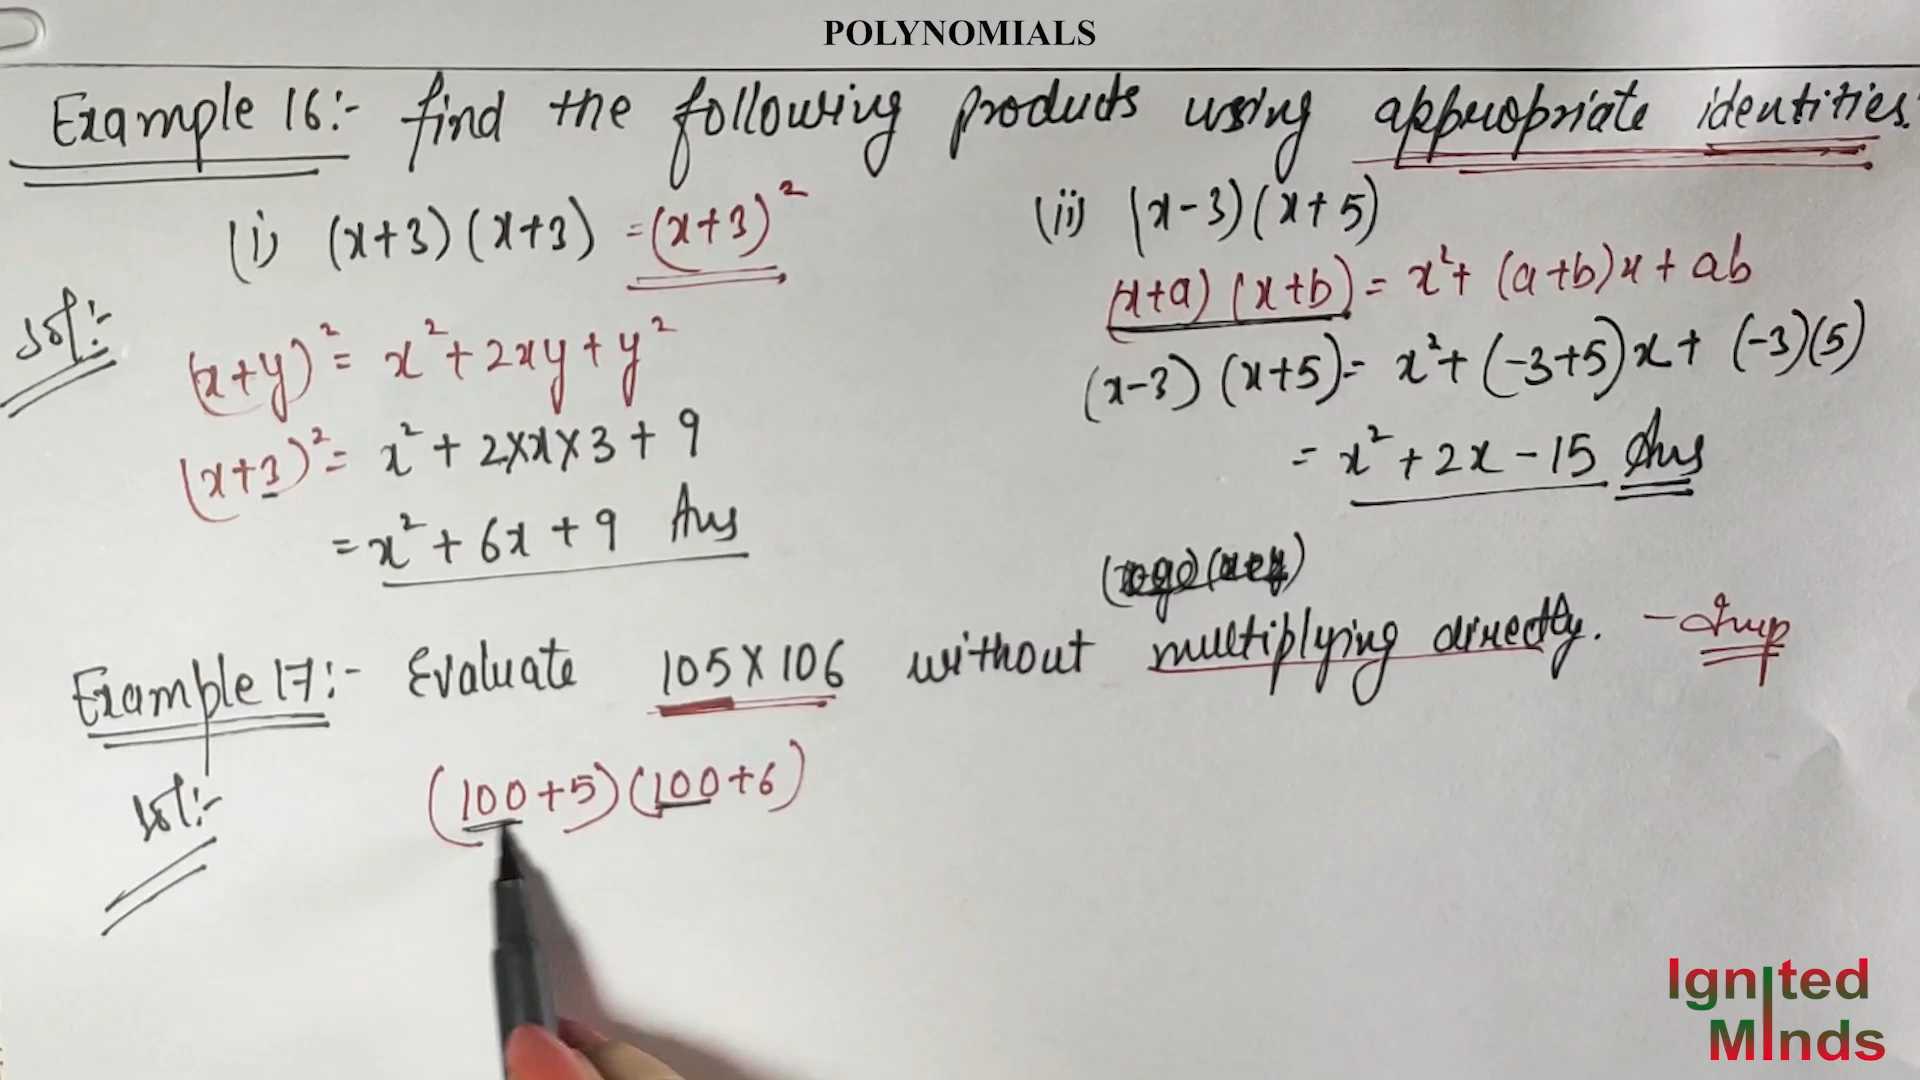 POLYNOMIALS
Example 16:- find the following products using appropriate identities.
(i) (x+3)(x+3) = (x+3)²
(ii) (x-3)(x+5)
Sol:-
(x+y)² = x² + 2xy + y²
(x+3)² = x² + 2×x×3 + 9
= x² + 6x + 9 Ans
(x+a)(x+b) = x² + (a+b)x + ab
(x-3)(x+5) = x² + (-3+5)x + (-3)(5)
= x² + 2x - 15 Ans
Example 17:- Evaluate 105×106 without multiplying directly. - Imp
Sol:-
(100+5)(100+6)
Ignited
Minds